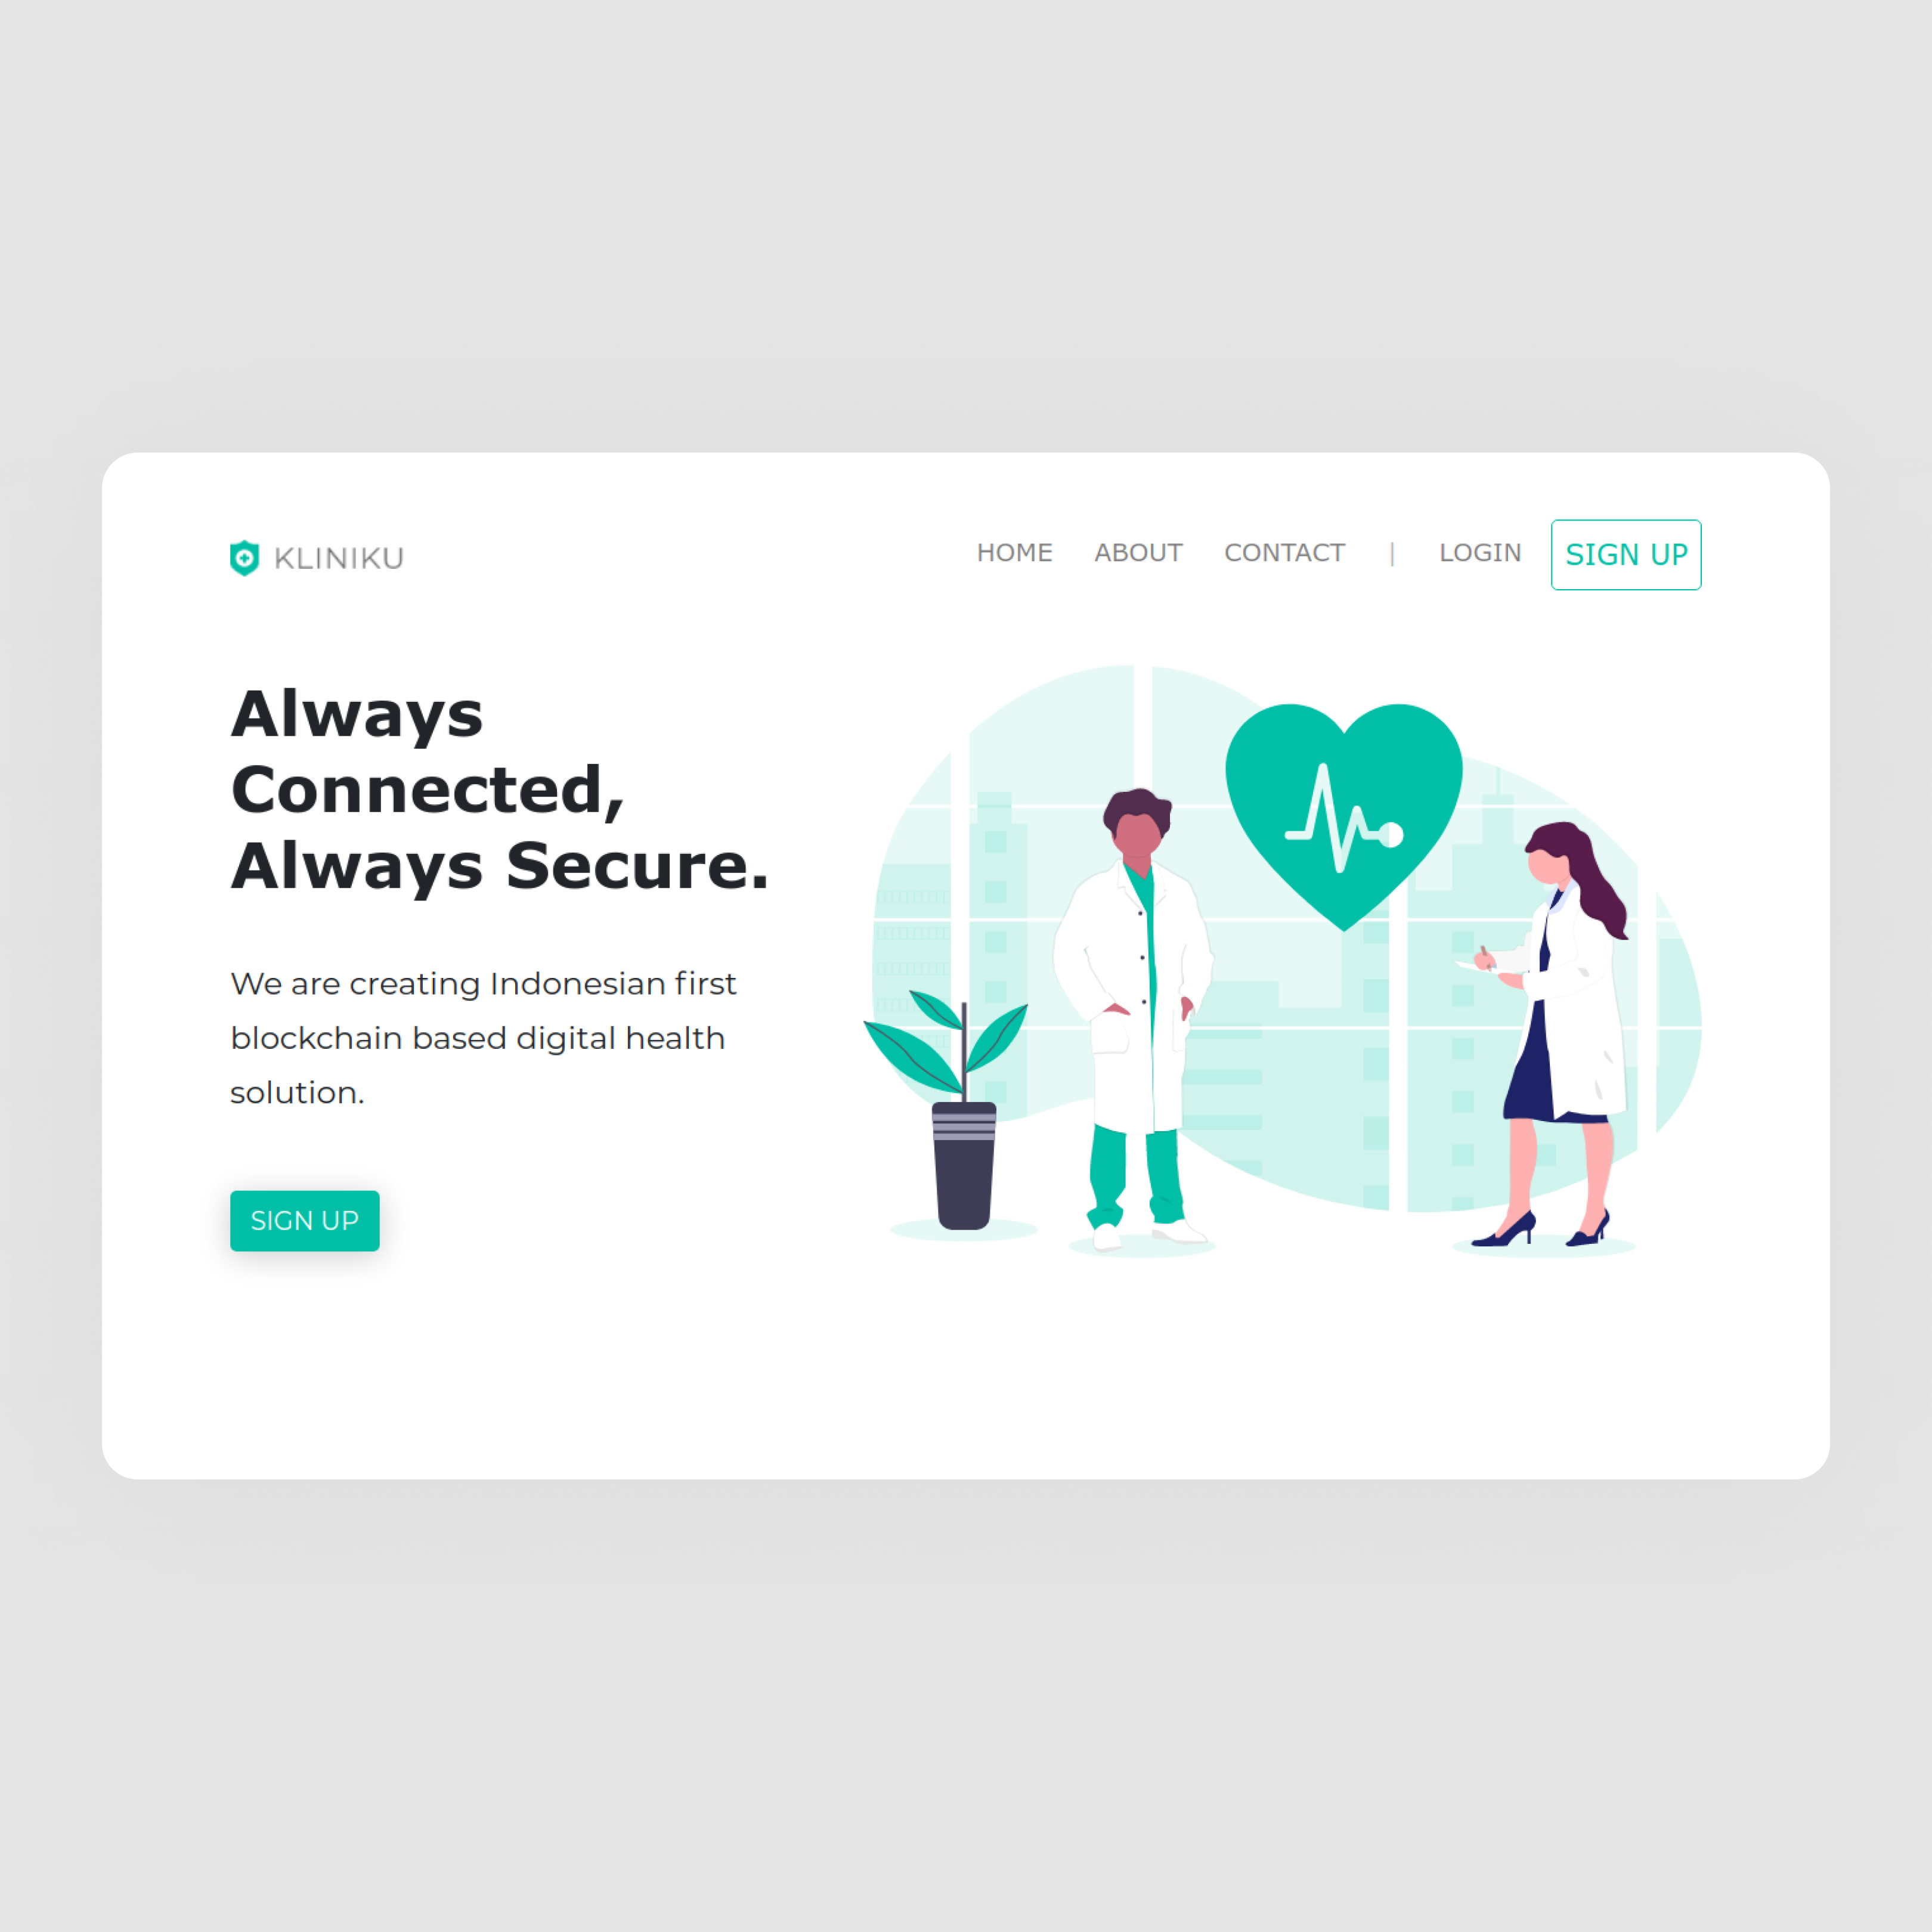 KLINIKU
HOME ABOUT CONTACT | LOGIN SIGN UP
Always
Connected,
Always Secure.
We are creating Indonesian first
blockchain based digital health
solution.
SIGN UP